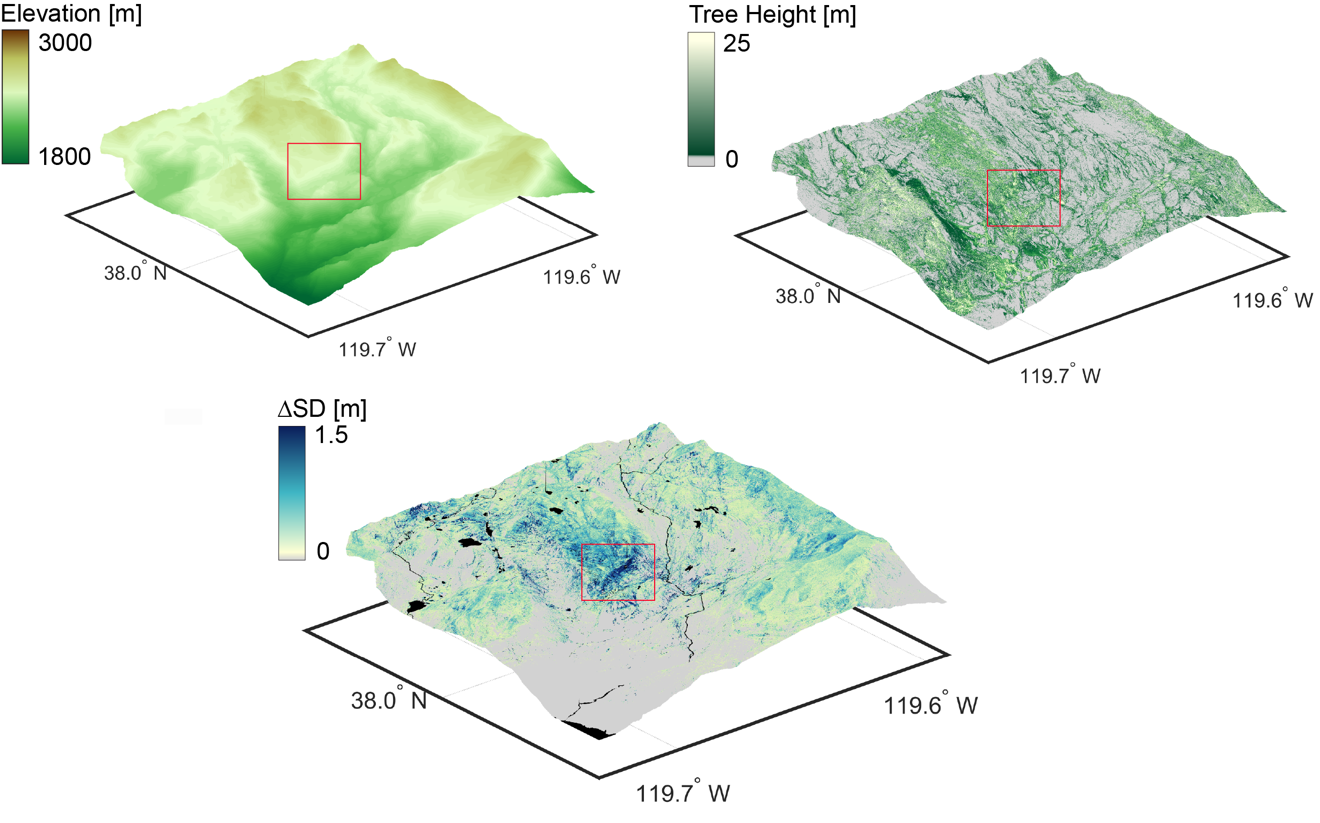 Elevation [m]
3000
1800
38.0° N
119.7° W
119.6° W
Tree Height [m]
25
0
38.0° N
119.7° W
119.6° W
∆SD [m]
1.5
0
38.0° N
119.7° W
119.6° W